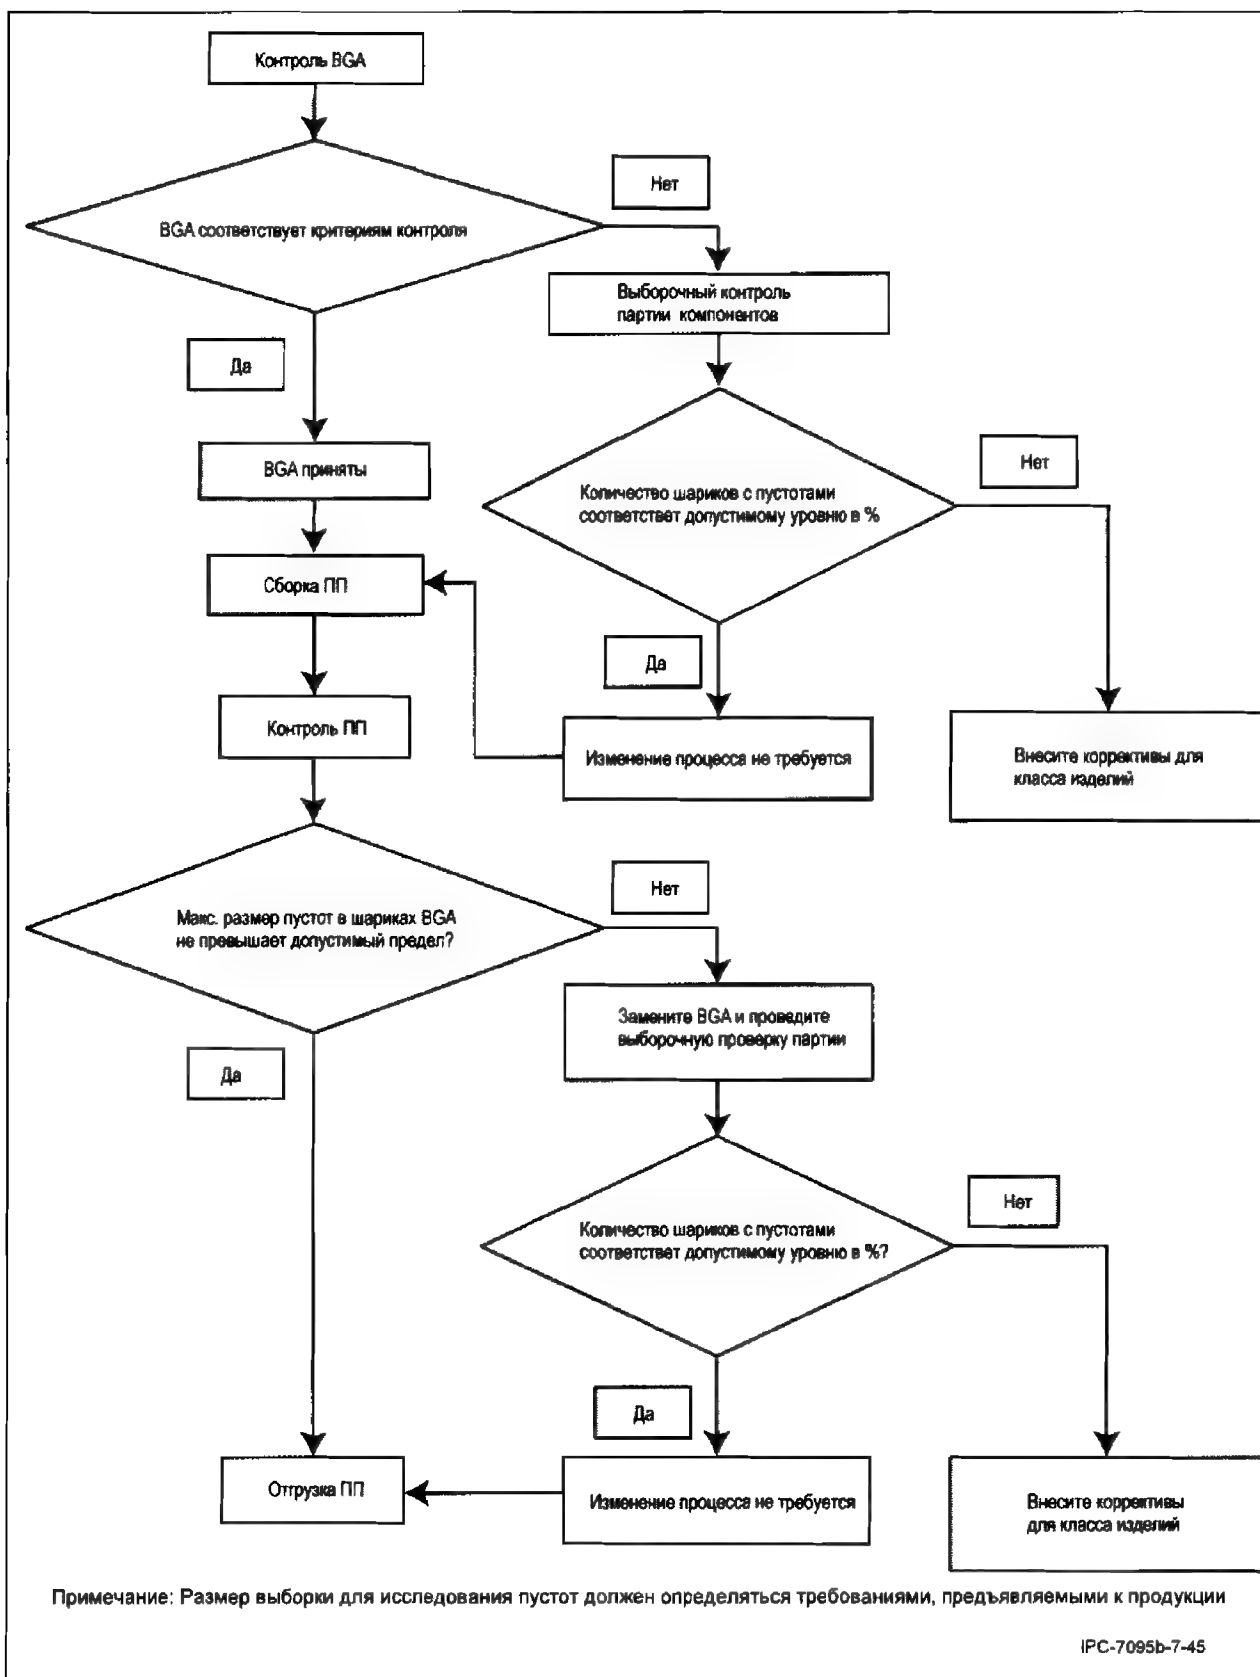 Контроль BGA
Нет
BGA соответствует критериям контроля
Выборочный контроль
партии компонентов
Да
BGA приняты
Нет
Количество шариков с пустотами
соответствет допустимому уровню в %
Сборка ПП
Да
Контроль ПП
Изменение процесса не требуется
Внесите коррективы для
класса изделий
Нет
Макс. размер пустот в шариках BGA
не превышает допустимый предел?
Замените BGA и проведите
выборочную проверку партии
Да
Нет
Количество шариков с пустотами
соответствет допустимому уровню в %?
Да
Отгрузка ПП
Изменение процесса не требуется
Внесите коррективы
для класса изделий
Примечание: Размер выборки для исследования пустот должен определяться требованиями, предъявляемыми к продукции
IPC-7095b-7-45